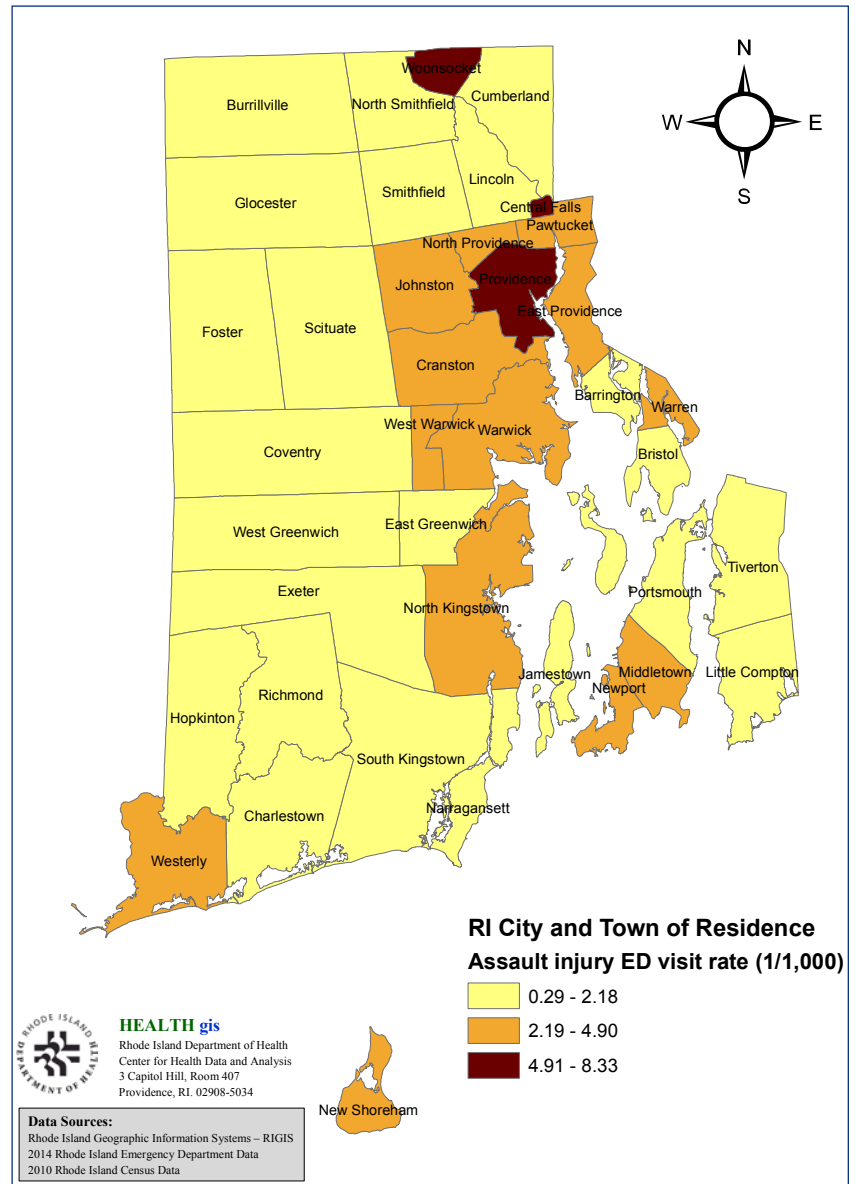 N
W E
S
Woonsocket
Cumberland
Burrillville
North Smithfield
Lincoln
Smithfield
Glocester
Central Falls
Pawtucket
North Providence
Providence
Johnston
East Providence
Foster
Scituate
Cranston
Barrington
Warren
West Warwick
Warwick
Coventry
Bristol
East Greenwich
West Greenwich
Tiverton
Exeter
Portsmouth
North Kingstown
Jamestown
Middletown
Little Compton
Newport
Richmond
Hopkinton
South Kingstown
Narragansett
Charlestown
Westerly
RI City and Town of Residence
Assault injury ED visit rate (1/1,000)
0.29 - 2.18
2.19 - 4.90
4.91 - 8.33
RHODE ISLAND
DEPARTMENT OF HEALTH
HEALTH gis
Rhode Island Department of Health
Center for Health Data and Analysis
3 Capitol Hill, Room 407
Providence, RI. 02908-5034
New Shoreham
Data Sources:
Rhode Island Geographic Information Systems – RIGIS
2014 Rhode Island Emergency Department Data
2010 Rhode Island Census Data